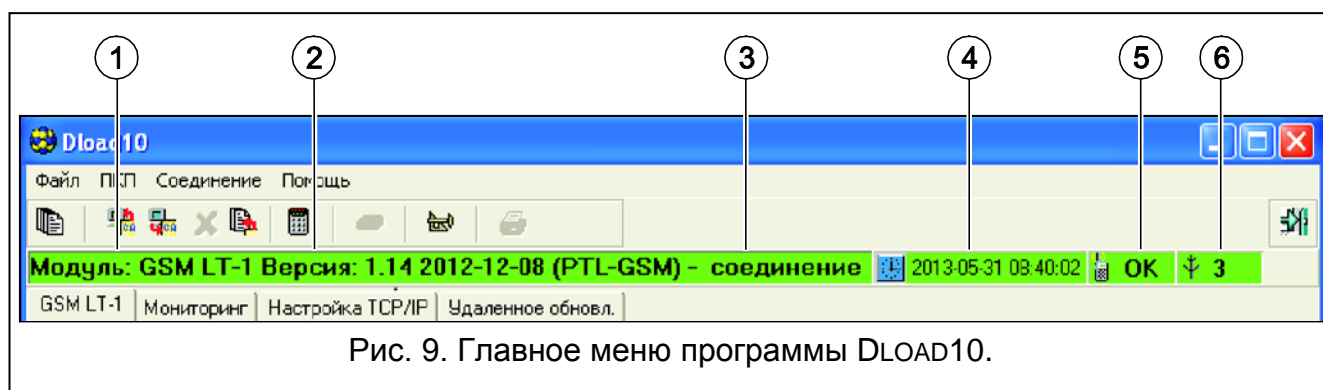 1 2 3 4 5 6
Dload10
Файл ПКП Соединение Помощь
Модуль: GSM LT-1 Версия: 1.14 2012-12-08 (PTL-GSM) - соединение 2013-05-31 08:40:02 OK 3
GSM LT-1 Мониторинг Настройка TCP/IP Удаленное обновл.
Рис. 9. Главное меню программы DLOAD10.